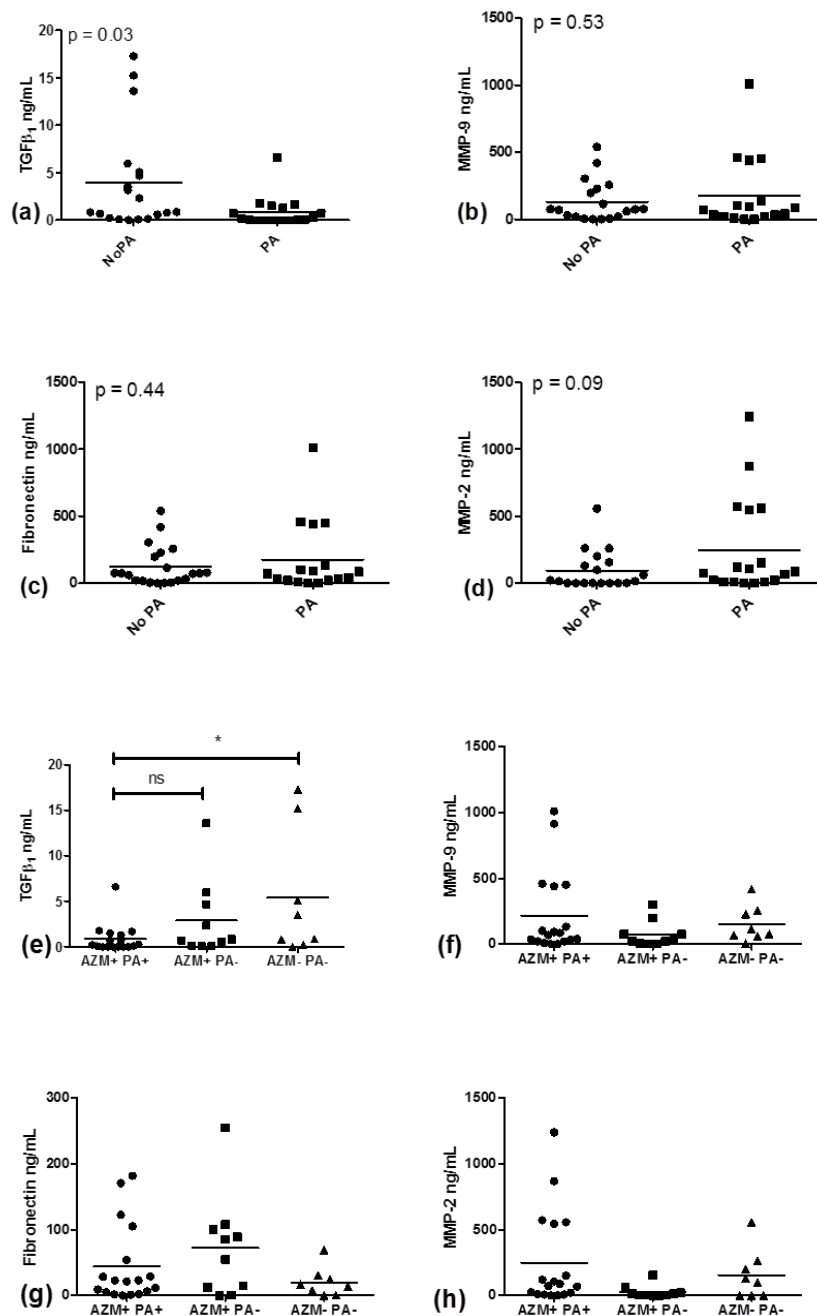 p = 0.03
20
15
10
5
0
TGFβ1 ng/mL
(a)
NoPA
PA
p = 0.53
1500
1000
500
0
MMP-9 ng/mL
(b)
No PA
PA
p = 0.44
1500
1000
500
0
Fibronectin ng/mL
(c)
No PA
PA
p = 0.09
1500
1000
500
0
MMP-2 ng/mL
(d)
No PA
PA
*
ns
20
15
10
5
0
TGFβ1 ng/mL
(e)
AZM+ PA+
AZM+ PA-
AZM- PA-
1500
1000
500
0
MMP-9 ng/mL
(f)
AZM+ PA+
AZM+ PA-
AZM- PA-
300
200
100
0
Fibronectin ng/mL
(g)
AZM+ PA+
AZM+ PA-
AZM- PA-
1500
1000
500
0
MMP-2 ng/mL
(h)
AZM+ PA+
AZM+ PA-
AZM- PA-